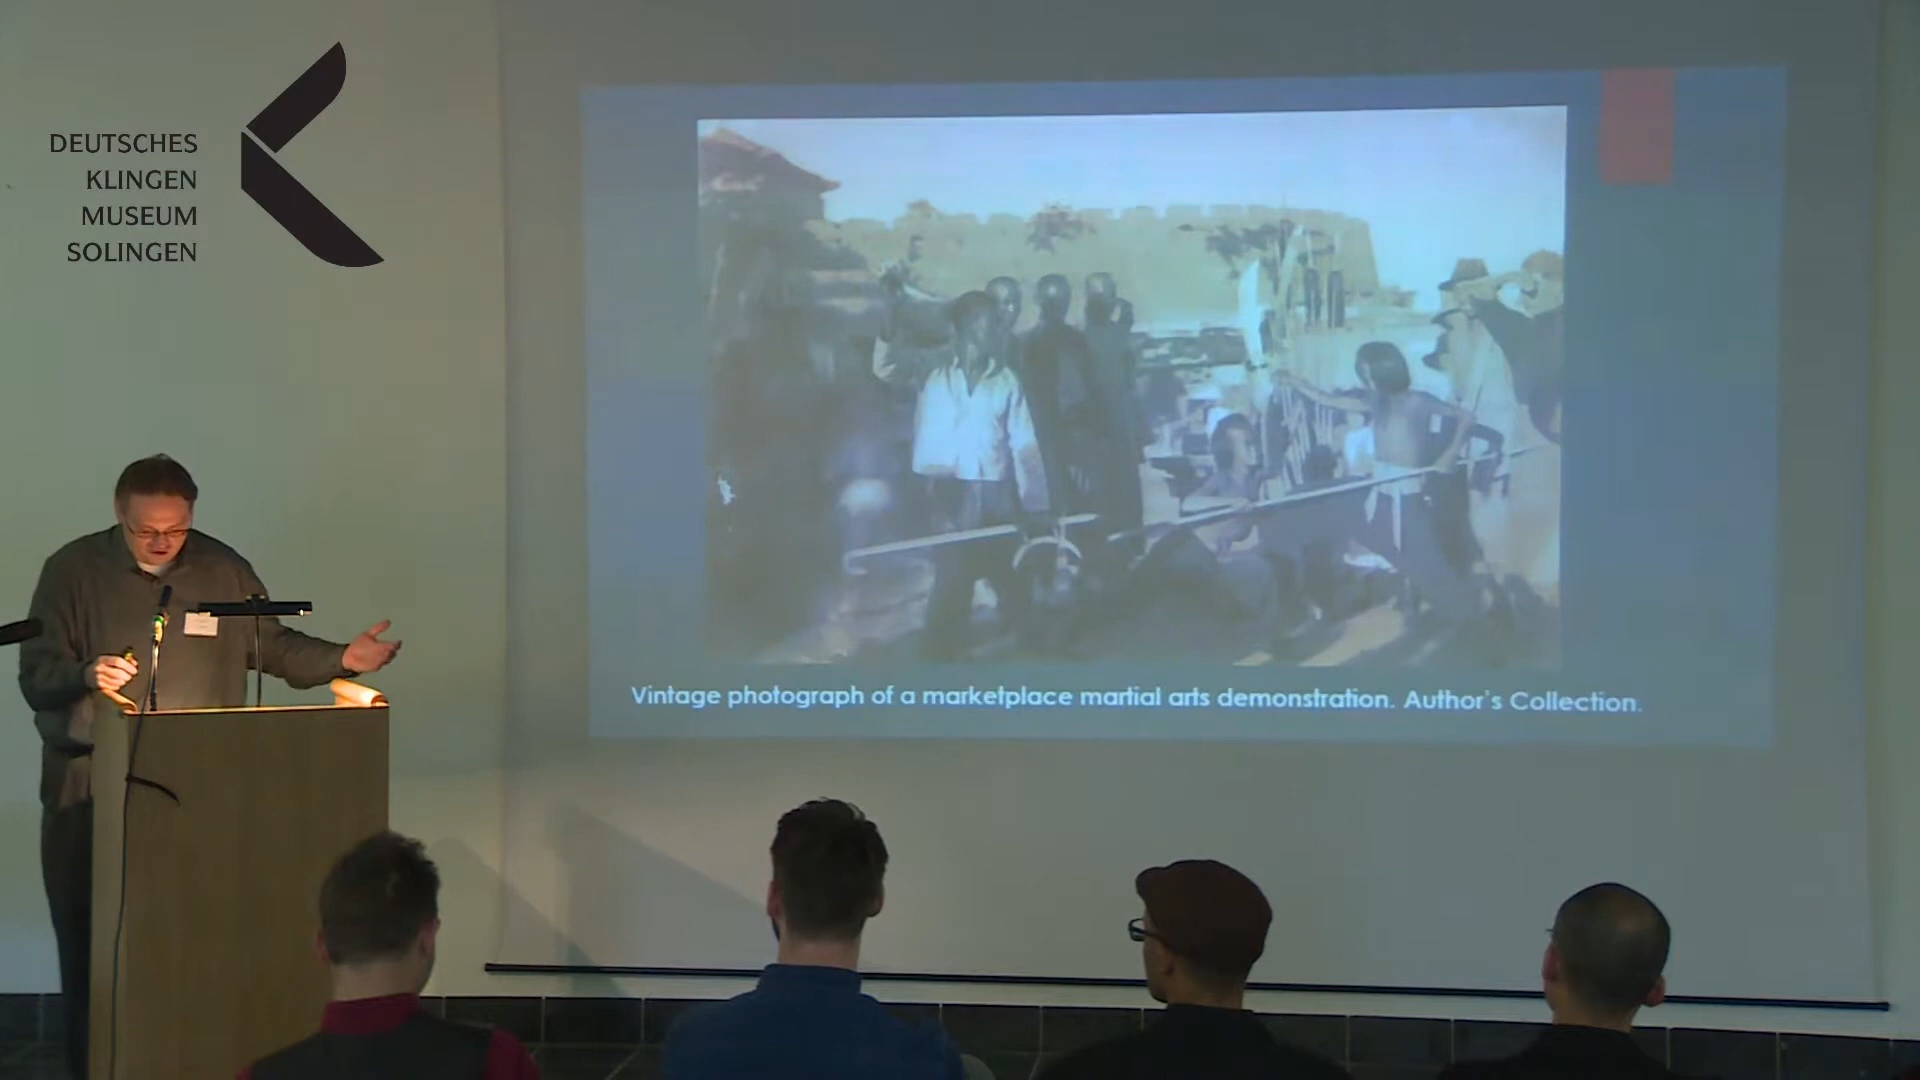 DEUTSCHES
KLINGEN
MUSEUM
SOLINGEN
Vintage photograph of a marketplace martial arts demonstration. Author's Collection.